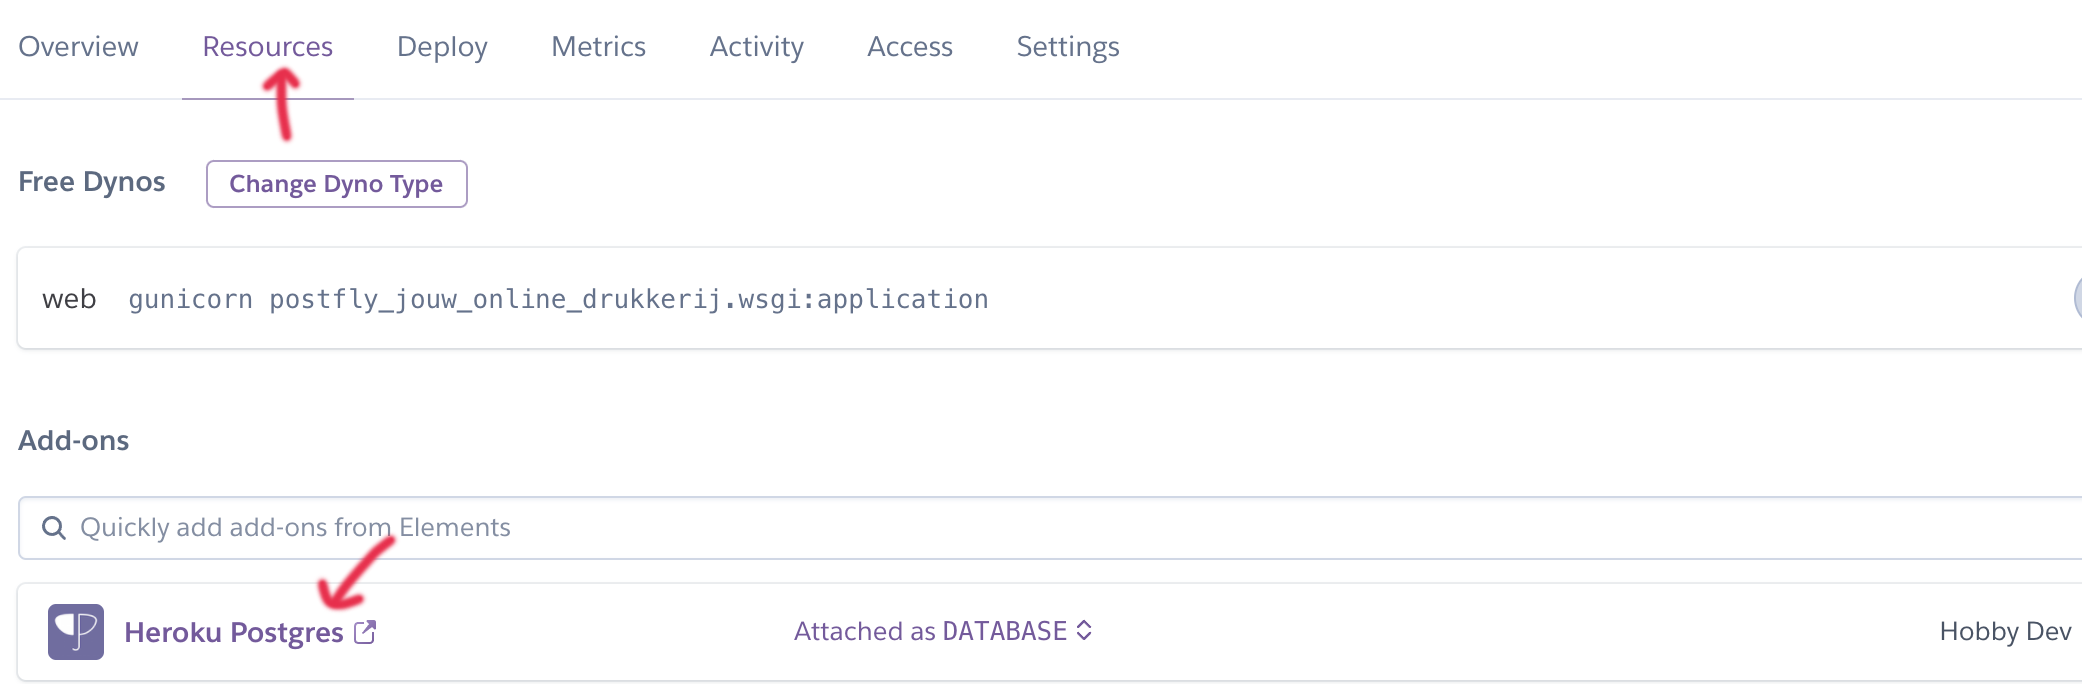 Overview Resources Deploy Metrics Activity Access Settings
Free Dynos Change Dyno Type
web gunicorn postfly_jouw_online_drukkerij.wsgi:application
Add-ons
Quickly add add-ons from Elements
Heroku Postgres Attached as DATABASE Hobby Dev